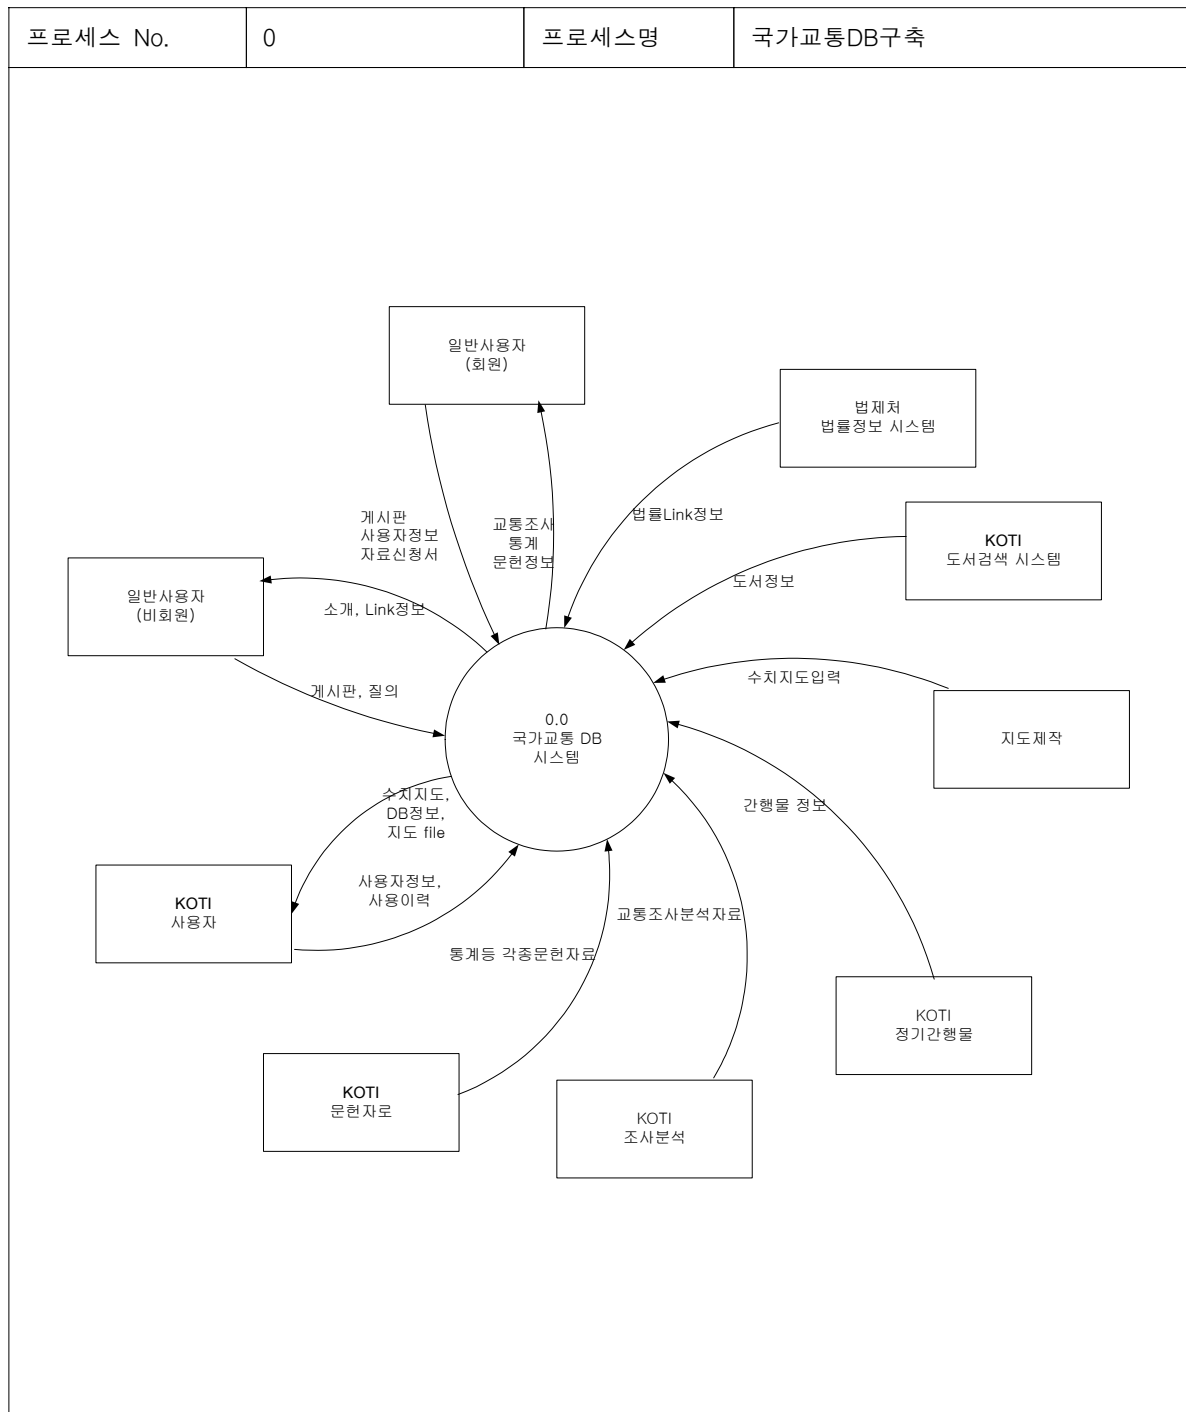 프로세스 No. 0 프로세스명 국가교통DB구축
일반사용자
(회원)
법제처
법률정보 시스템
게시판
사용자정보
자료신청서
교통조사
통계
문헌정보
법률Link정보
KOTI
도서검색 시스템
도서정보
일반사용자
(비회원)
소개, Link정보
게시판, 질의
수치지도입력
지도제작
0.0
국가교통 DB
시스템
수치지도,
DB정보,
지도 file
간행물 정보
KOTI
사용자
사용자정보,
사용이력
교통조사분석자료
통계등 각종문헌자료
KOTI
정기간행물
KOTI
문헌자로
KOTI
조사분석